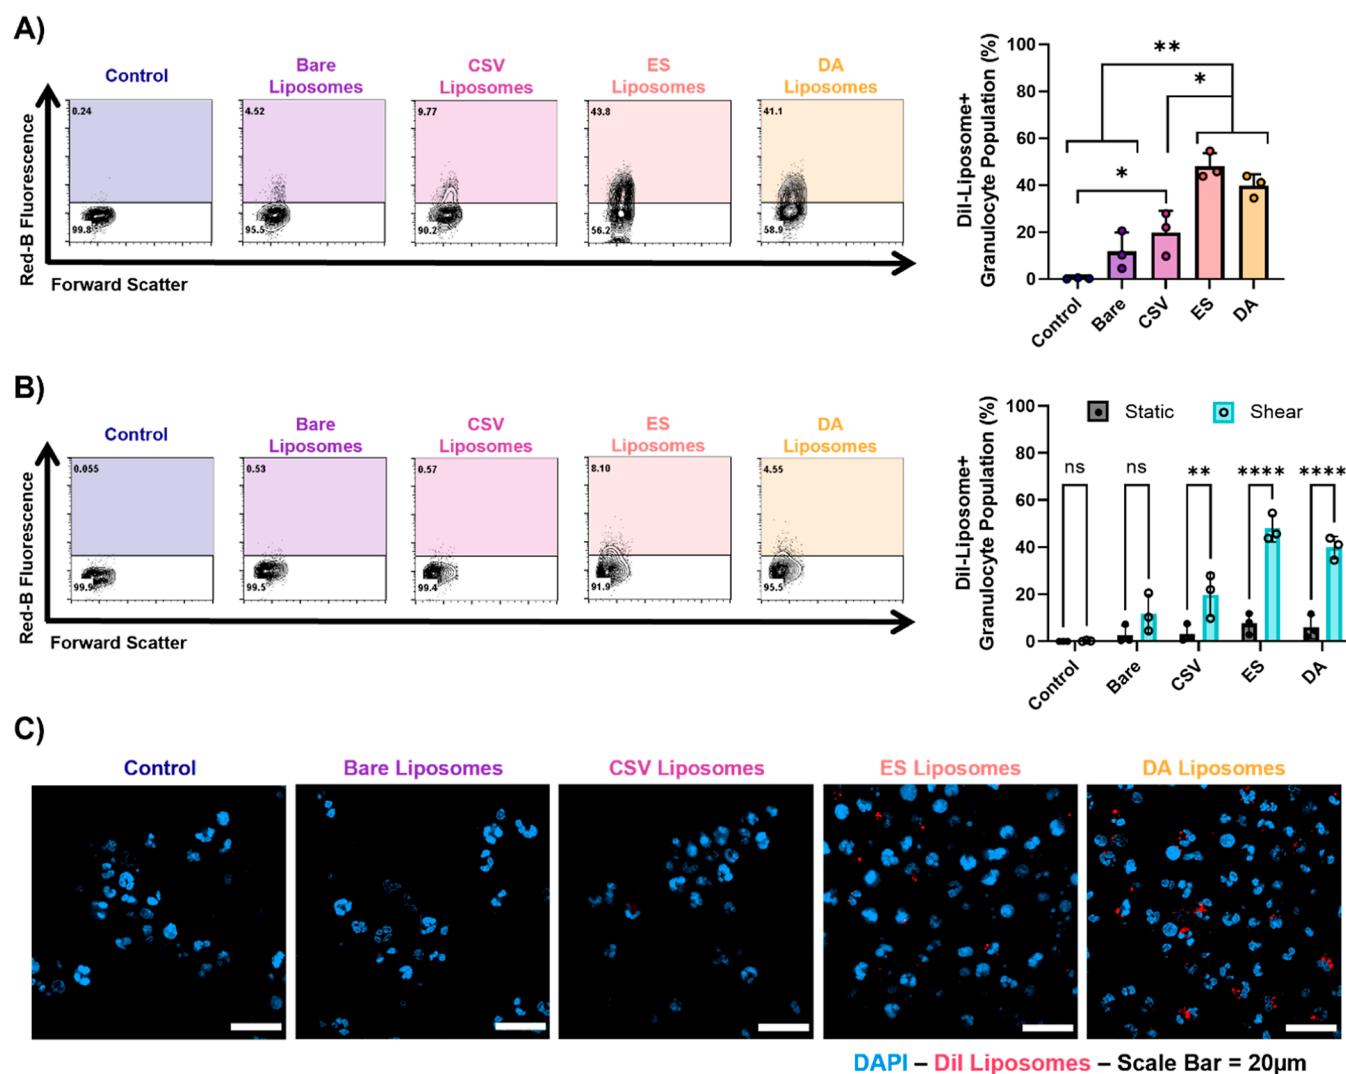 A)
Control
Bare
Liposomes
CSV
Liposomes
ES
Liposomes
DA
Liposomes
Red-B Fluorescence
0.24
99.8
4.52
95.5
9.77
90.2
43.8
56.2
41.1
58.9
Forward Scatter
DiI-Liposome+
Granulocyte Population (%)
100
80
60
40
20
0
**
*
*
Control
Bare
CSV
ES
DA
B)
Control
Bare
Liposomes
CSV
Liposomes
ES
Liposomes
DA
Liposomes
Red-B Fluorescence
0.055
99.9
0.53
99.5
0.57
99.4
8.10
91.9
4.55
95.5
Forward Scatter
DiI-Liposome+
Granulocyte Population (%)
100
80
60
40
20
0
Static
Shear
ns
ns
**
****
****
Control
Bare
CSV
ES
DA
C)
Control
Bare Liposomes
CSV Liposomes
ES Liposomes
DA Liposomes
DAPI – DiI Liposomes – Scale Bar = 20µm